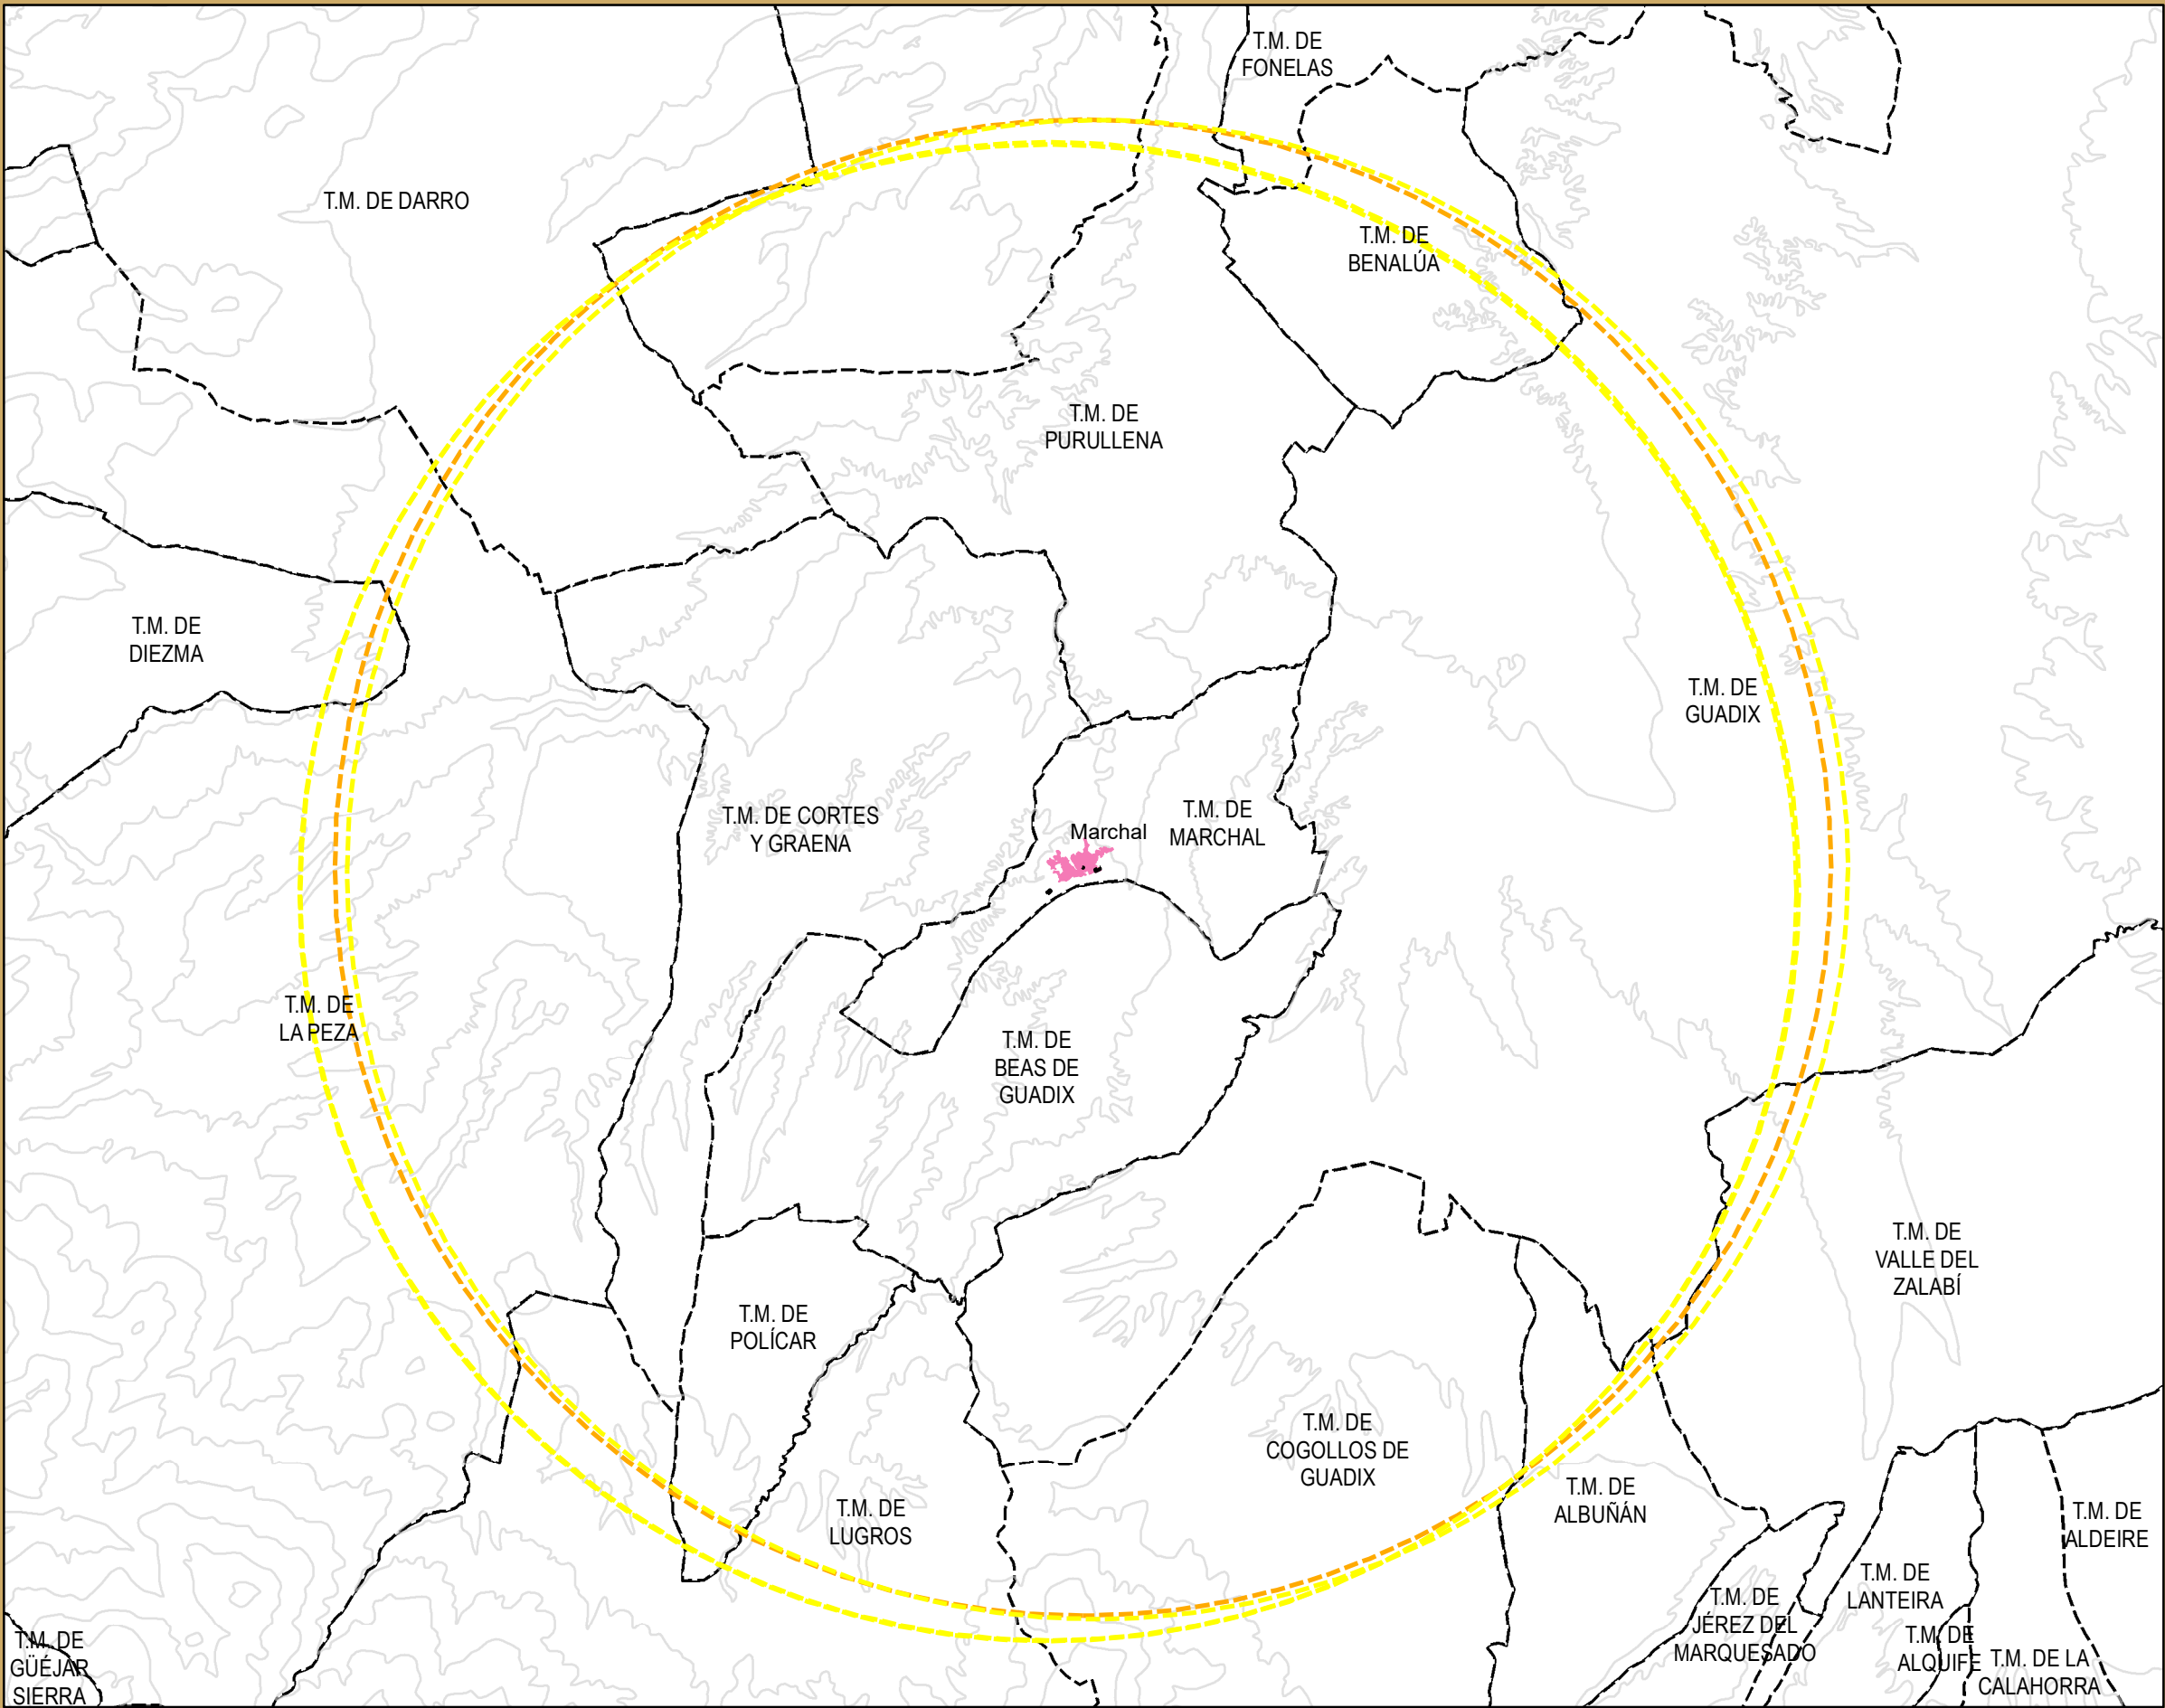 T.M. DE
FONELAS
T.M. DE DARRO
T.M. DE
BENALÚA
T.M. DE
PURULLENA
T.M. DE
DIEZMA
T.M. DE
GUADIX
T.M. DE CORTES
Y GRAENA
Marchal
T.M. DE
MARCHAL
T.M. DE
LA PEZA
T.M. DE
BEAS DE
GUADIX
T.M. DE
VALLE DEL
ZALABÍ
T.M. DE
POLÍCAR
T.M. DE
COGOLLOS DE
GUADIX
T.M. DE
LUGROS
T.M. DE
ALBUÑÁN
T.M. DE
ALDEIRE
T.M. DE
LANTEIRA
T.M. DE
JÉREZ DEL
MARQUESADO
T.M. DE
ALQUIFE
T.M. DE LA
CALAHORRA
T.M. DE
GÜÉJAR
SIERRA